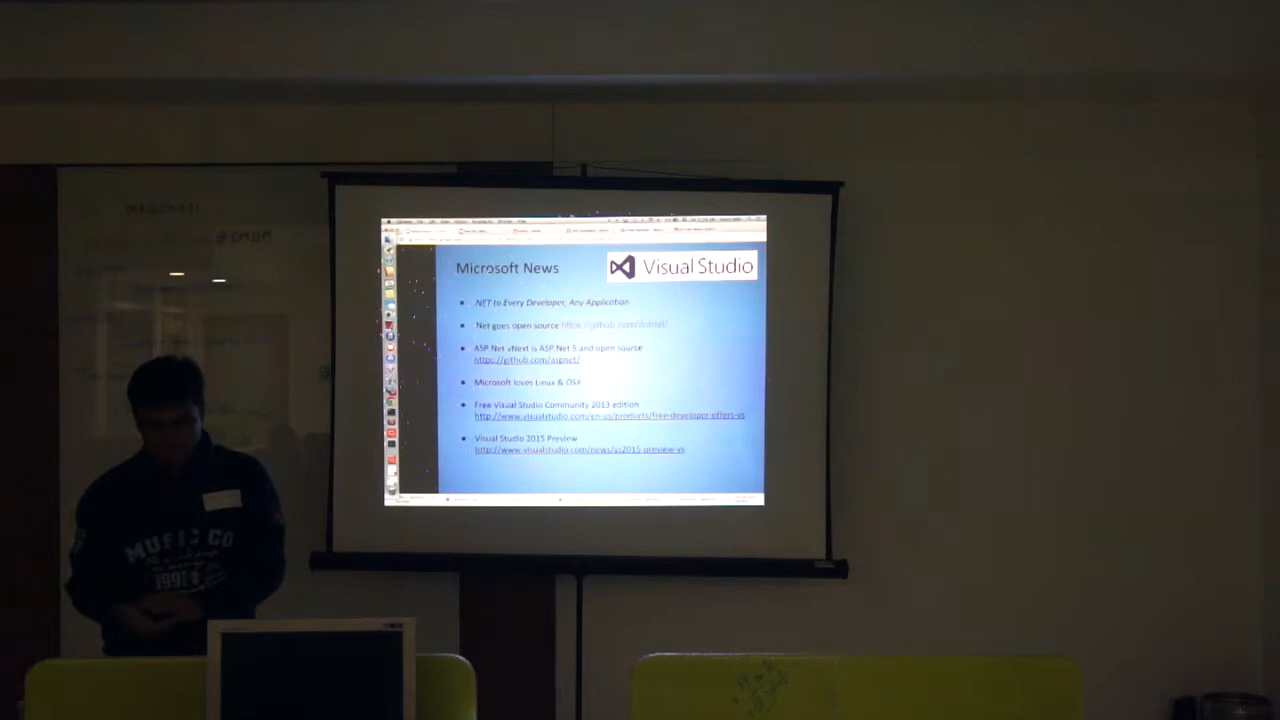 Microsoft News
Visual Studio
.NET to Every Developer, Any Application
.Net goes open source https://github.com/dotnet/
ASP.Net vNext is ASP.Net 5 and open source
https://github.com/aspnet/
Microsoft loves Linux & OSX
Free Visual Studio Community 2013 edition
http://www.visualstudio.com/en-us/products/free-developer-offers-vs
Visual Studio 2015 Preview
http://www.visualstudio.com/news/vs2015-preview-vs
MUSIC CO
1991